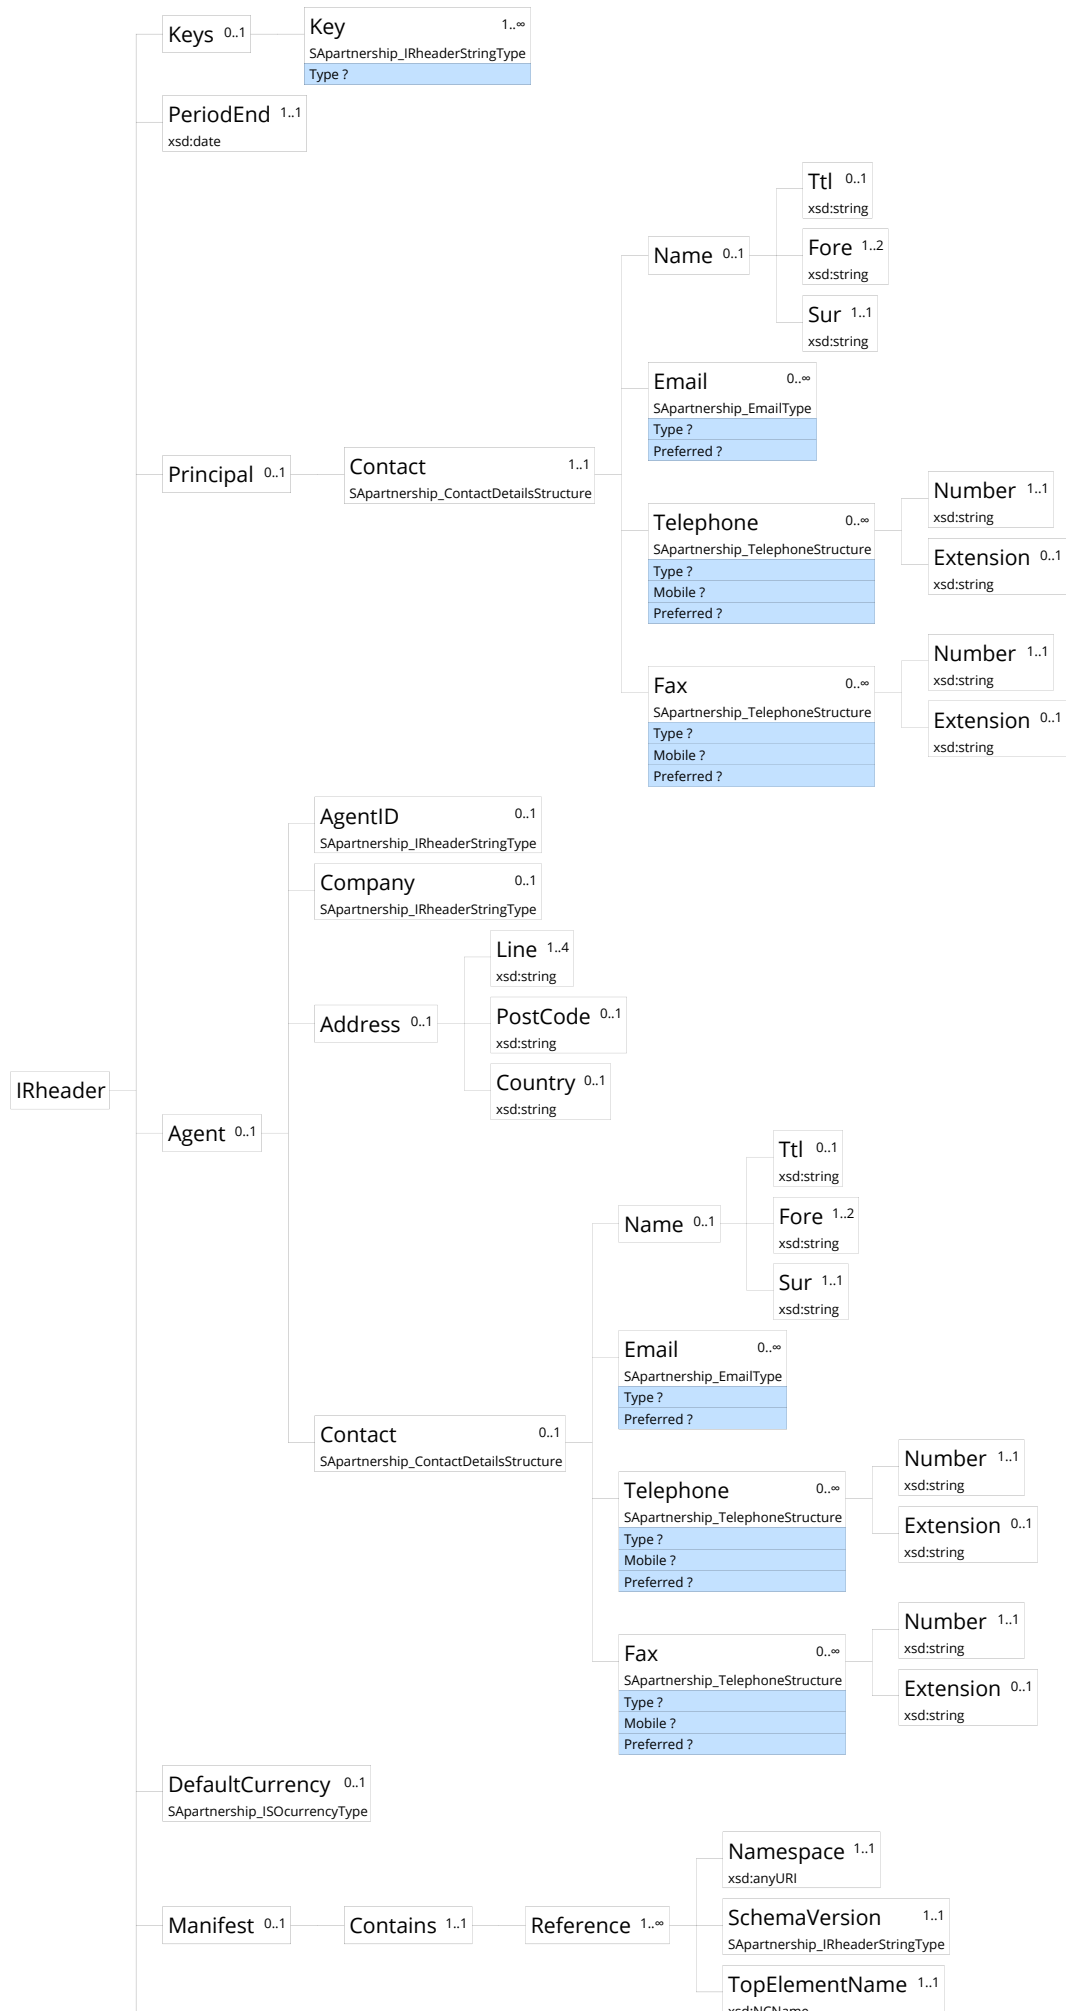 Keys 0..1
Key 1..∞
SApartnership_IRheaderStringType
Type ?
PeriodEnd 1..1
xsd:date
Ttl 0..1
xsd:string
Name 0..1
Fore 1..2
xsd:string
Sur 1..1
xsd:string
Email 0..∞
SApartnership_EmailType
Type ?
Preferred ?
Principal 0..1
Contact 1..1
SApartnership_ContactDetailsStructure
Telephone 0..∞
SApartnership_TelephoneStructure
Type ?
Mobile ?
Preferred ?
Number 1..1
xsd:string
Extension 0..1
xsd:string
Fax 0..∞
SApartnership_TelephoneStructure
Type ?
Mobile ?
Preferred ?
Number 1..1
xsd:string
Extension 0..1
xsd:string
AgentID 0..1
SApartnership_IRheaderStringType
Company 0..1
SApartnership_IRheaderStringType
Address 0..1
Line 1..4
xsd:string
PostCode 0..1
xsd:string
Country 0..1
xsd:string
IRheader
Agent 0..1
Ttl 0..1
xsd:string
Name 0..1
Fore 1..2
xsd:string
Sur 1..1
xsd:string
Email 0..∞
SApartnership_EmailType
Type ?
Preferred ?
Contact 0..1
SApartnership_ContactDetailsStructure
Telephone 0..∞
SApartnership_TelephoneStructure
Type ?
Mobile ?
Preferred ?
Number 1..1
xsd:string
Extension 0..1
xsd:string
Fax 0..∞
SApartnership_TelephoneStructure
Type ?
Mobile ?
Preferred ?
Number 1..1
xsd:string
Extension 0..1
xsd:string
DefaultCurrency 0..1
SApartnership_ISOcurrencyType
Manifest 0..1
Contains 1..1
Reference 1..∞
Namespace 1..1
xsd:anyURI
SchemaVersion 1..1
SApartnership_IRheaderStringType
TopElementName 1..1
xsd:NCName